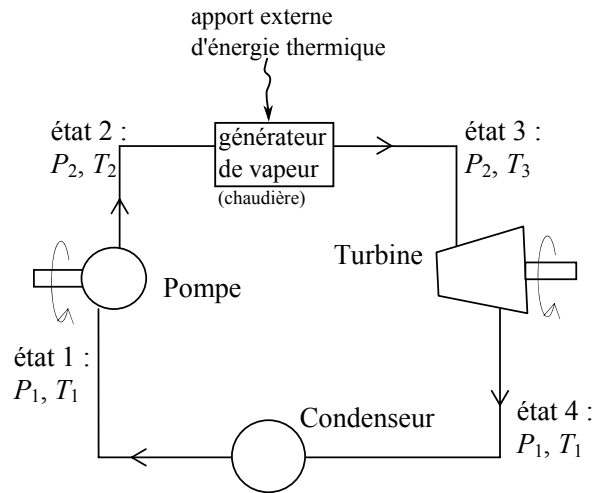 apport externe
d'énergie thermique
état 2 :
P₂, T₂
générateur
de vapeur
(chaudière)
état 3 :
P₂, T₃
Turbine
Pompe
état 1 :
P₁, T₁
Condenseur
état 4 :
P₁, T₁